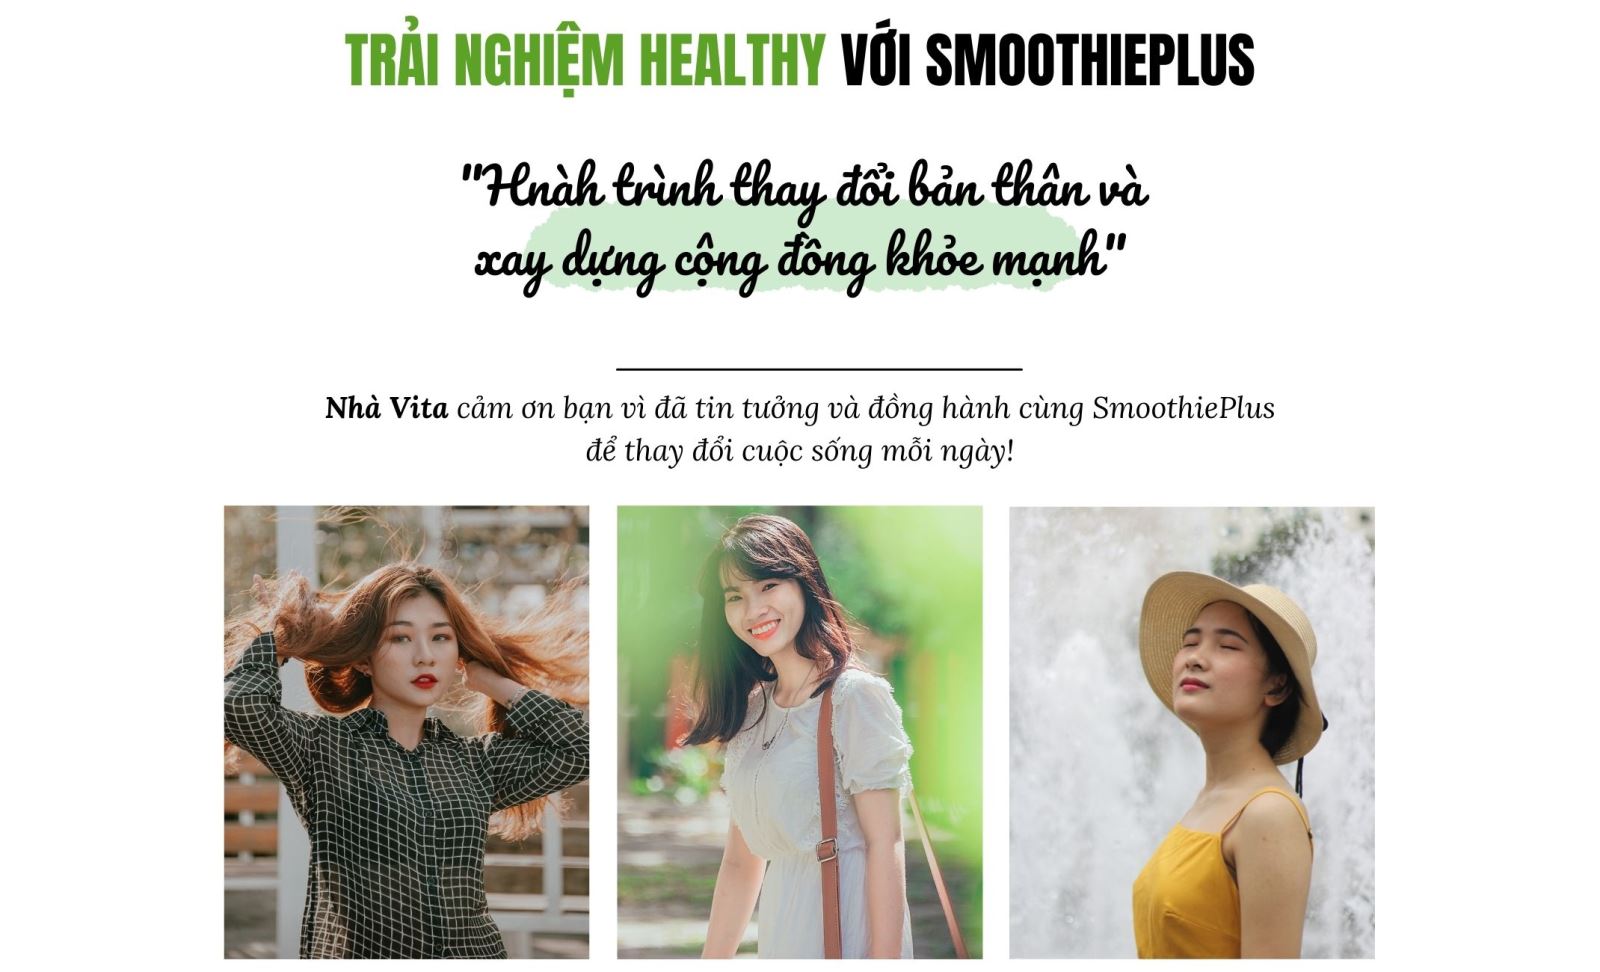 TRẢI NGHIỆM HEALTHY VỚI SMOOTHIEPLUS
"Hnàh trình thay đổi bản thân và
xay dựng cộng đồng khỏe mạnh"
Nhà Vita cảm ơn bạn vì đã tin tưởng và đồng hành cùng SmoothiePlus
để thay đổi cuộc sống mỗi ngày!